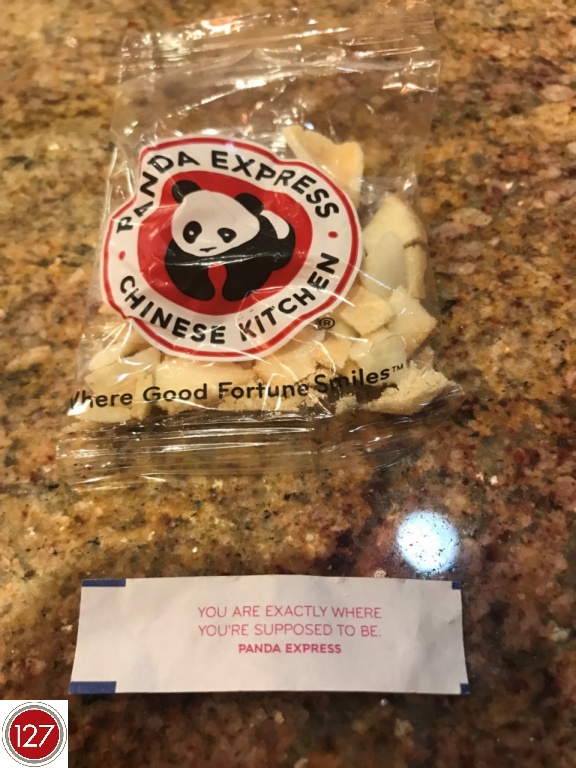 PANDA EXPRESS
CHINESE KITCHEN
®
Where Good Fortune Smiles™
YOU ARE EXACTLY WHERE
YOU'RE SUPPOSED TO BE.
PANDA EXPRESS
127